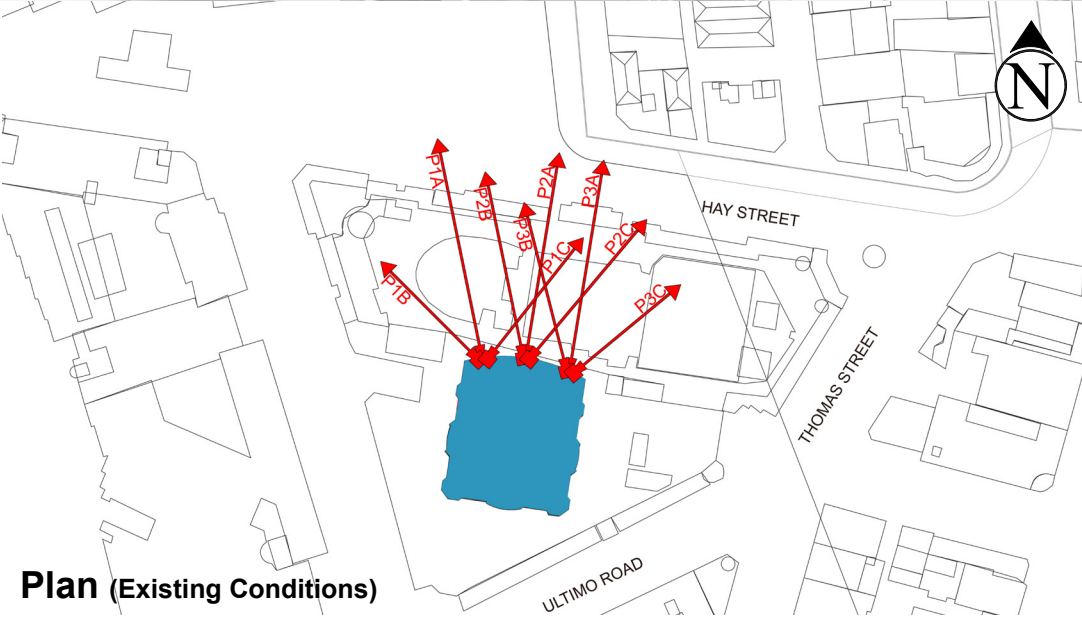 N
P1A
P2B
P2A
P3A
P3B
P1C
P2C
P1B
P3C
HAY STREET
THOMAS STREET
ULTIMO ROAD
Plan (Existing Conditions)